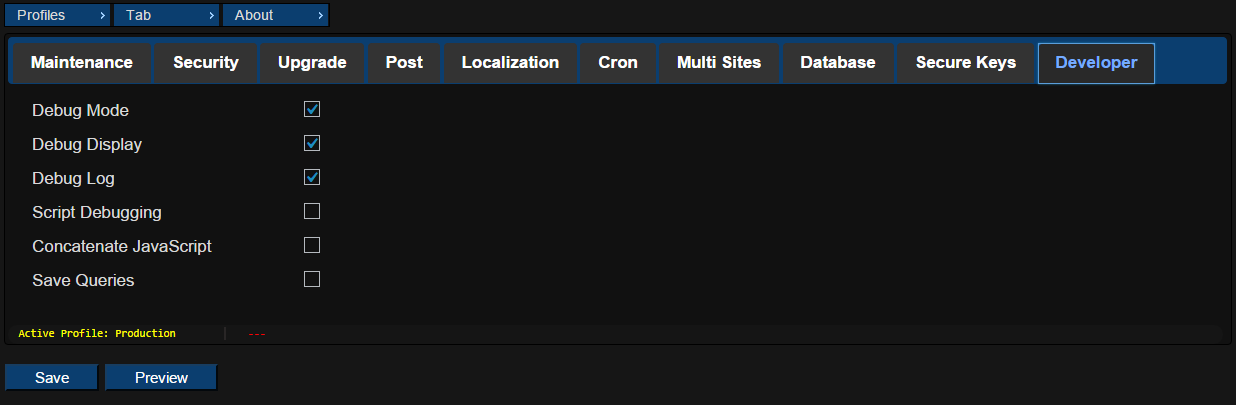 Profiles › Tab › About ›
Maintenance Security Upgrade Post Localization Cron Multi Sites Database Secure Keys Developer
Debug Mode
Debug Display
Debug Log
Script Debugging
Concatenate JavaScript
Save Queries
Active Profile: Production | ---
Save Preview